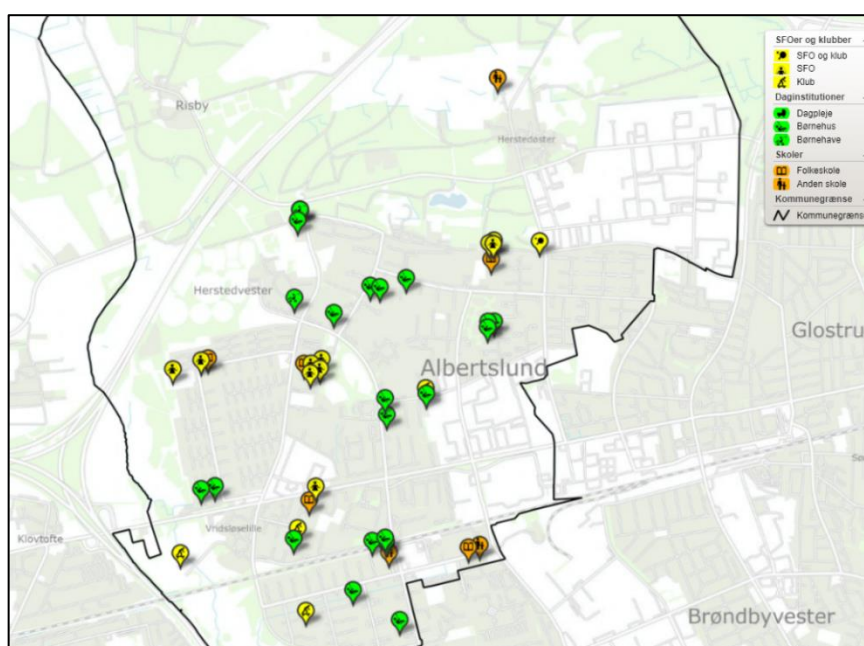 SFOer og klubber
SFO og klub
SFO
Klub
Daginstitutioner
Dagpleje
Børnehus
Børnehave
Skoler
Folkeskole
Anden skole
Kommunegrænse
Kommunegræns
Risby
Herstedøster
Herstedvester
Glostru
Albertslund
Vridsløselille
Klovtofte
Brøndbyvester